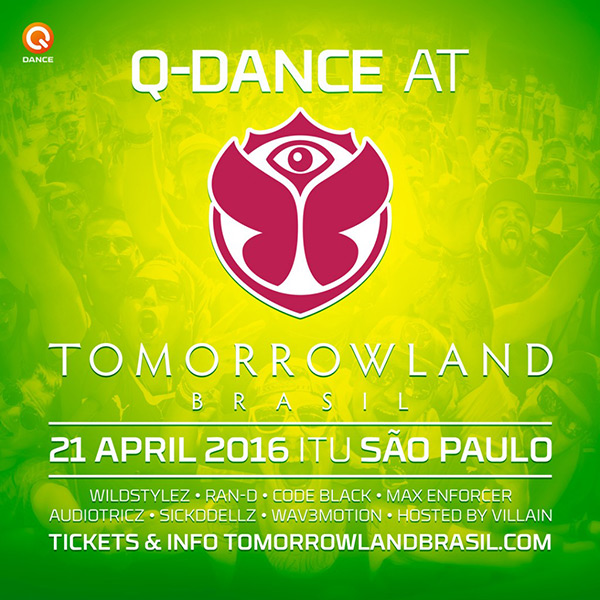 Q
DANCE
Q-DANCE AT
TOMORROWLAND
BRASIL
21 APRIL 2016 ITU SÃO PAULO
WILDSTYLEZ • RAN-D • CODE BLACK • MAX ENFORCER
AUDIOTRICZ • SICKDDELLZ • WAV3MOTION • HOSTED BY VILLAIN
TICKETS & INFO TOMORROWLANDBRASIL.COM